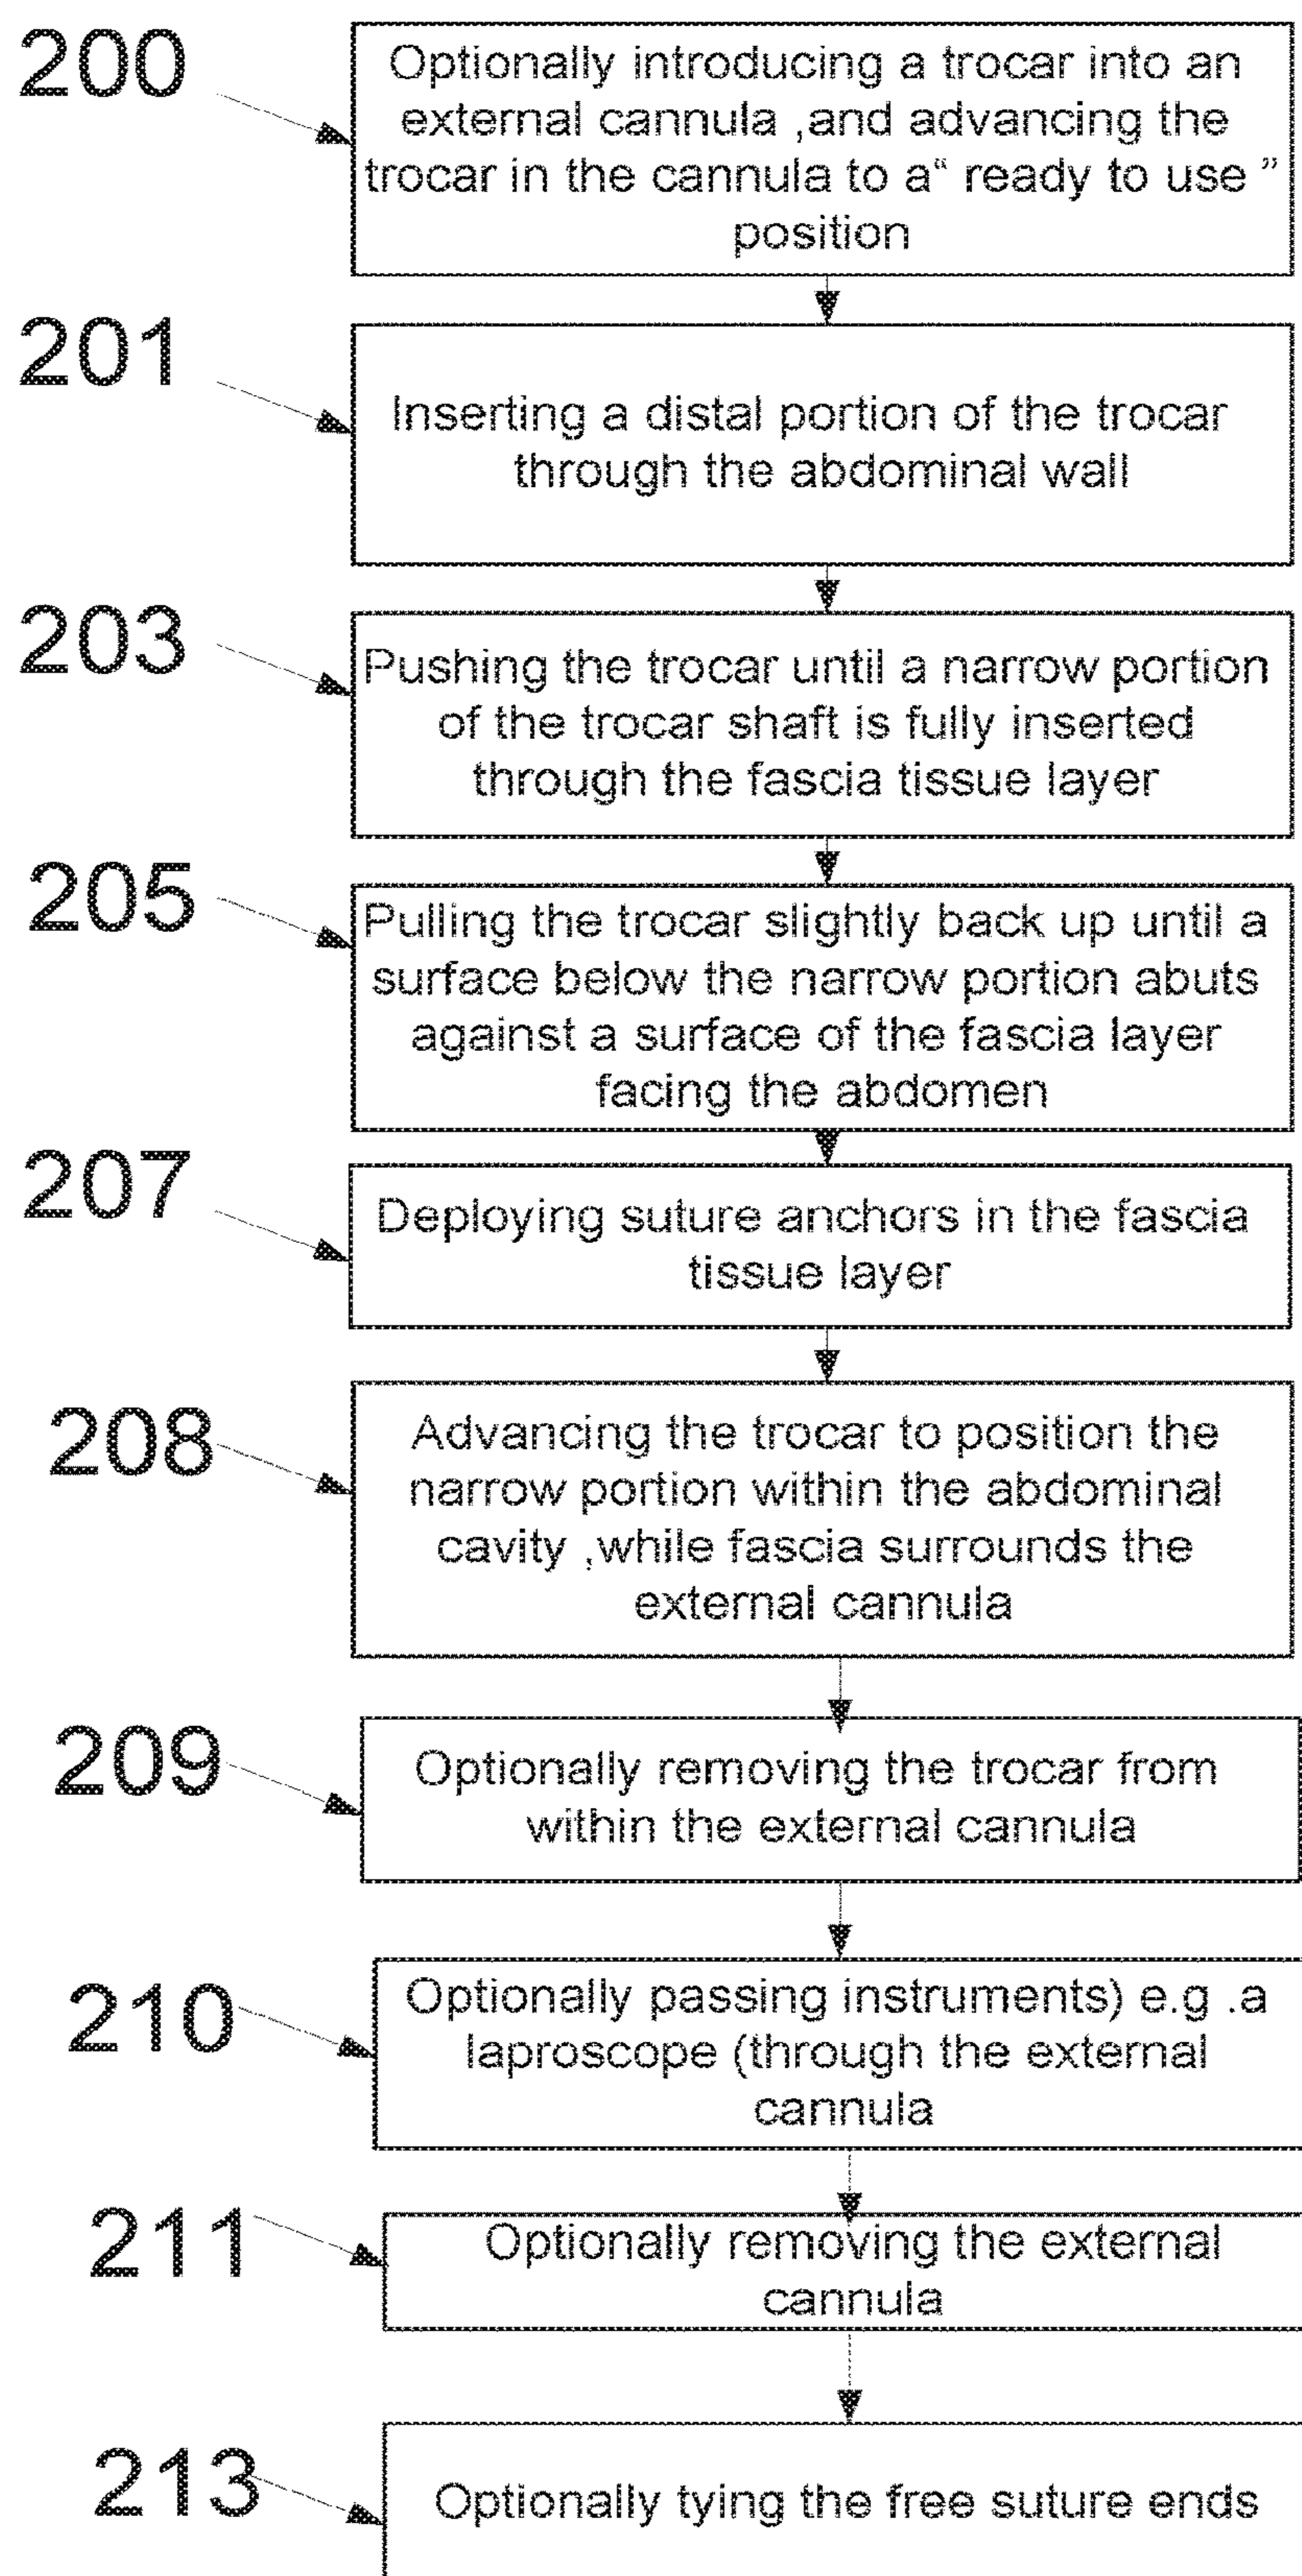 200
Optionally introducing a trocar into an
external cannula ,and advancing the
trocar in the cannula to a“ ready to use ”
position
201
Inserting a distal portion of the trocar
through the abdominal wall
203
Pushing the trocar until a narrow portion
of the trocar shaft is fully inserted
through the fascia tissue layer
205
Pulling the trocar slightly back up until a
surface below the narrow portion abuts
against a surface of the fascia layer
facing the abdomen
207
Deploying suture anchors in the fascia
tissue layer
208
Advancing the trocar to position the
narrow portion within the abdominal
cavity ,while fascia surrounds the
external cannula
209
Optionally removing the trocar from
within the external cannula
210
Optionally passing instruments) e.g .a
laproscope (through the external
cannula
211
Optionally removing the external
cannula
213
Optionally tying the free suture ends